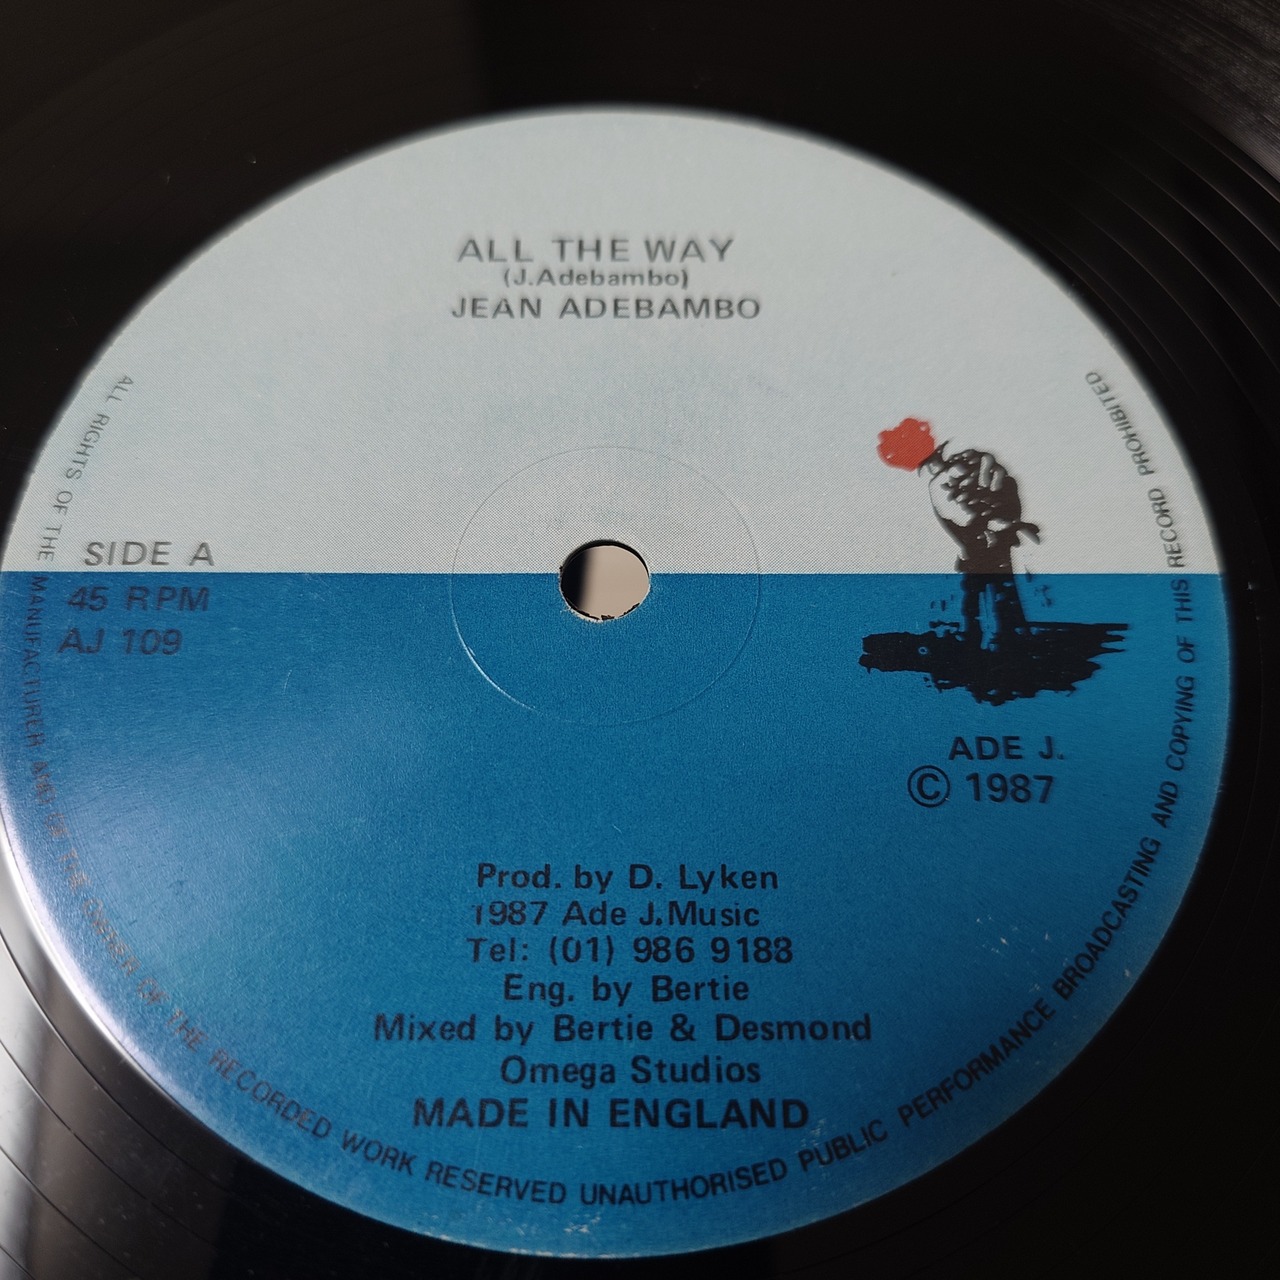 ALL THE WAY
(J.Adebambo)
JEAN ADEBAMBO
SIDE A
45 RPM
AJ 109
ADE J.
© 1987
Prod. by D. Lyken
1987 Ade J.Music
Tel: (01) 986 9188
Eng. by Bertie
Mixed by Bertie & Desmond
Omega Studios
MADE IN ENGLAND
ALL RIGHTS OF THE MANUFACTURER AND OF THE OWNER OF THE RECORDED WORK RESERVED UNAUTHORISED PUBLIC PERFORMANCE BROADCASTING AND COPYING OF THIS RECORD PROHIBITED